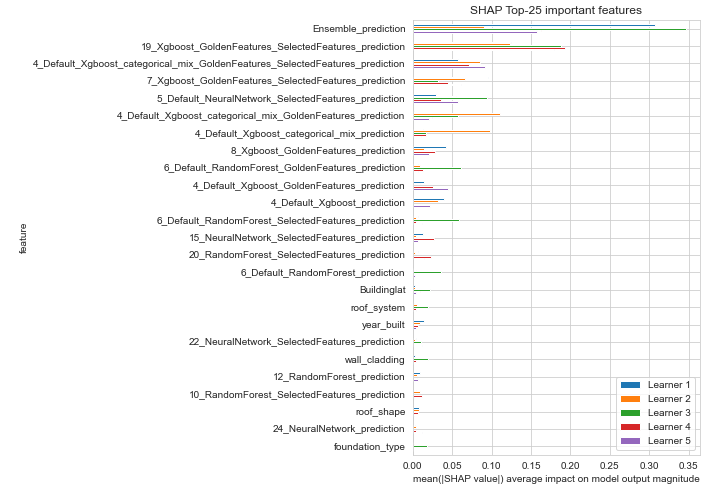 SHAP Top-25 important features
Ensemble_prediction
19_Xgboost_GoldenFeatures_SelectedFeatures_prediction
4_Default_Xgboost_categorical_mix_GoldenFeatures_SelectedFeatures_prediction
7_Xgboost_GoldenFeatures_SelectedFeatures_prediction
5_Default_NeuralNetwork_SelectedFeatures_prediction
4_Default_Xgboost_categorical_mix_GoldenFeatures_prediction
4_Default_Xgboost_categorical_mix_prediction
8_Xgboost_GoldenFeatures_prediction
6_Default_RandomForest_GoldenFeatures_prediction
4_Default_Xgboost_GoldenFeatures_prediction
4_Default_Xgboost_prediction
6_Default_RandomForest_SelectedFeatures_prediction
15_NeuralNetwork_SelectedFeatures_prediction
20_RandomForest_SelectedFeatures_prediction
6_Default_RandomForest_prediction
Buildinglat
roof_system
year_built
22_NeuralNetwork_SelectedFeatures_prediction
wall_cladding
12_RandomForest_prediction
10_RandomForest_SelectedFeatures_prediction
roof_shape
24_NeuralNetwork_prediction
foundation_type
feature
Learner 1
Learner 2
Learner 3
Learner 4
Learner 5
0.00 0.05 0.10 0.15 0.20 0.25 0.30 0.35
mean(|SHAP value|) average impact on model output magnitude